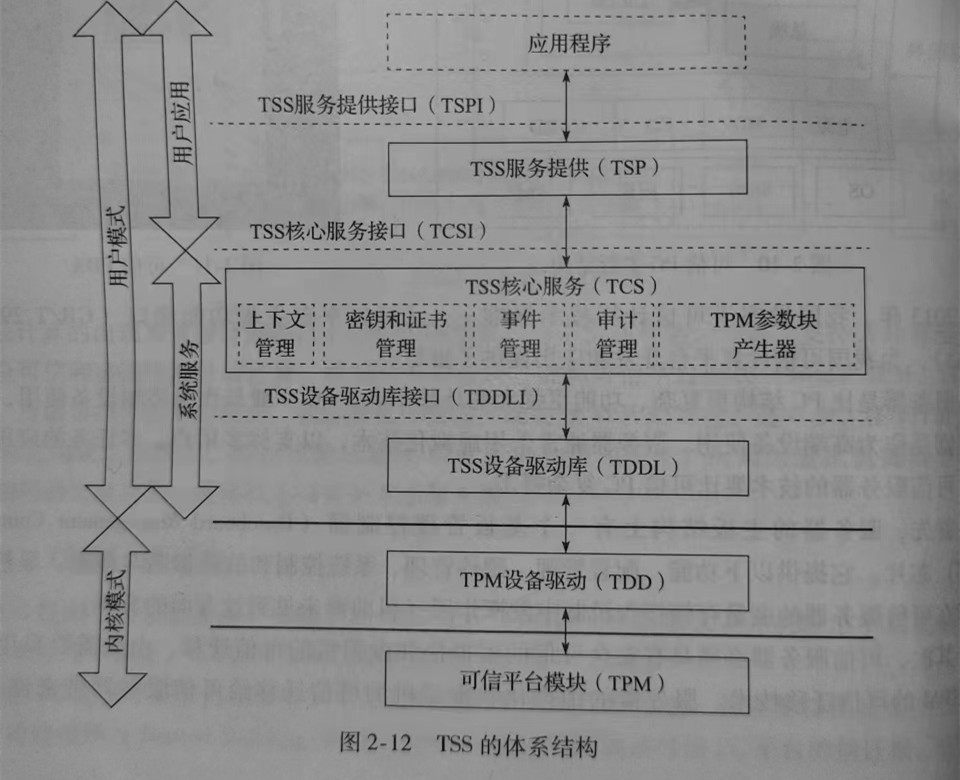 应用程序
TSS服务提供接口（TSPI）
TSS服务提供（TSP）
TSS核心服务接口（TCSI）
TSS核心服务（TCS）
上下文
管理
密钥和证书
管理
事件
管理
审计
管理
TPM参数块
产生器
TSS设备驱动库接口（TDDLI）
TSS设备驱动库（TDDL）
TPM设备驱动（TDD）
可信平台模块（TPM）
用户模式
用户应用
系统服务
内核模式
图 2-12 TSS 的体系结构